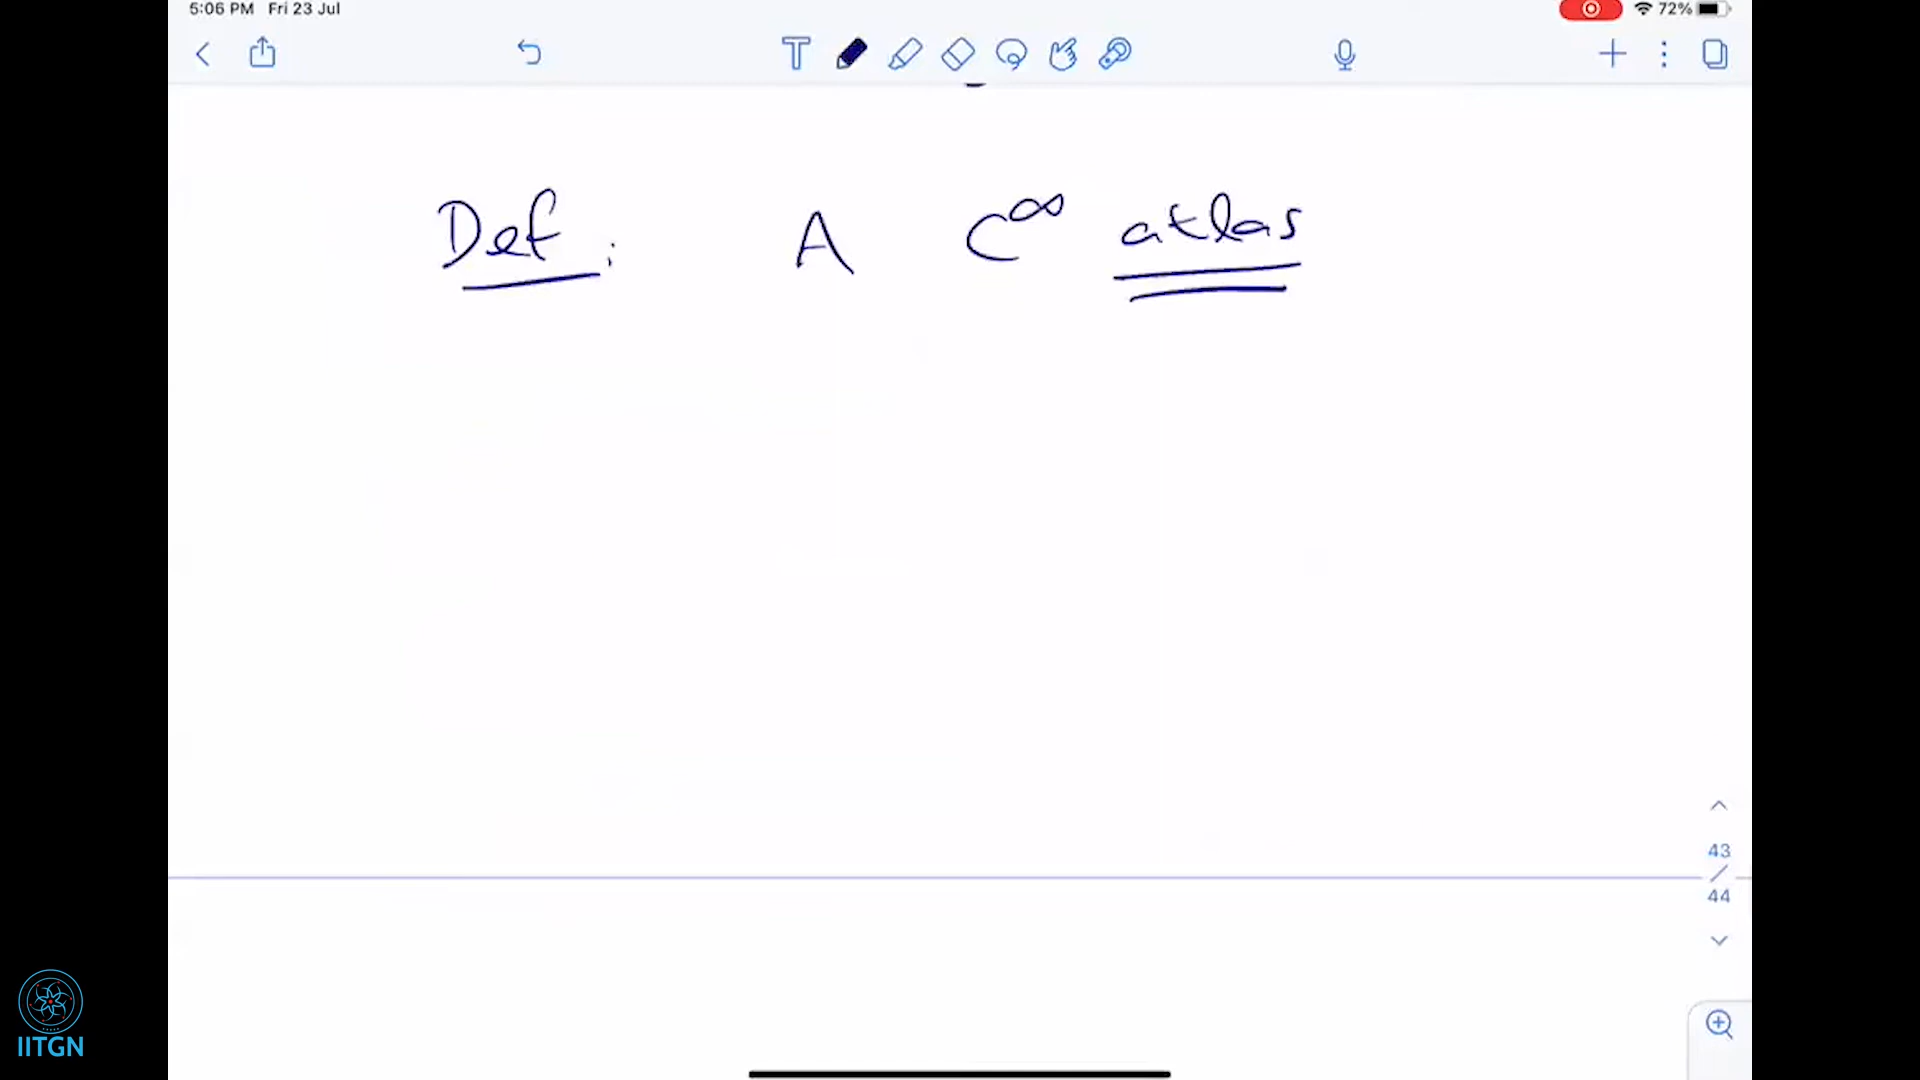 5:06 PM Fri 23 Jul 72%
T
Def: A C^∞ atlas
43
/
44
IITGN